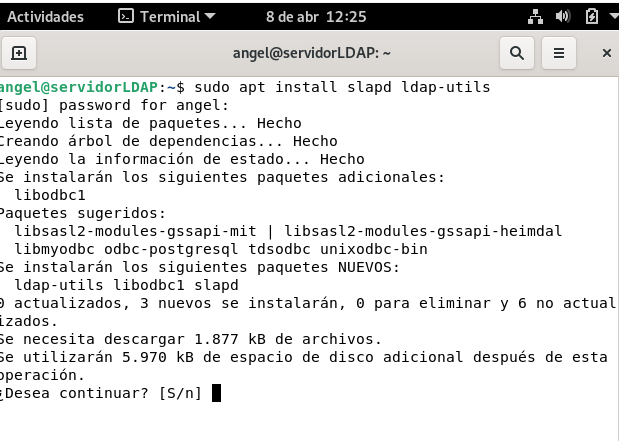 Actividades Terminal 8 de abr 12:25
angel@servidorLDAP: ~
angel@servidorLDAP:~$ sudo apt install slapd ldap-utils
[sudo] password for angel:
Leyendo lista de paquetes... Hecho
Creando árbol de dependencias... Hecho
Leyendo la información de estado... Hecho
Se instalarán los siguientes paquetes adicionales:
  libodbc1
Paquetes sugeridos:
  libsasl2-modules-gssapi-mit | libsasl2-modules-gssapi-heimdal
  libmyodbc odbc-postgresql tdsodbc unixodbc-bin
Se instalarán los siguientes paquetes NUEVOS:
  ldap-utils libodbc1 slapd
0 actualizados, 3 nuevos se instalarán, 0 para eliminar y 6 no actual
izados.
Se necesita descargar 1.877 kB de archivos.
Se utilizarán 5.970 kB de espacio de disco adicional después de esta
operación.
¿Desea continuar? [S/n]